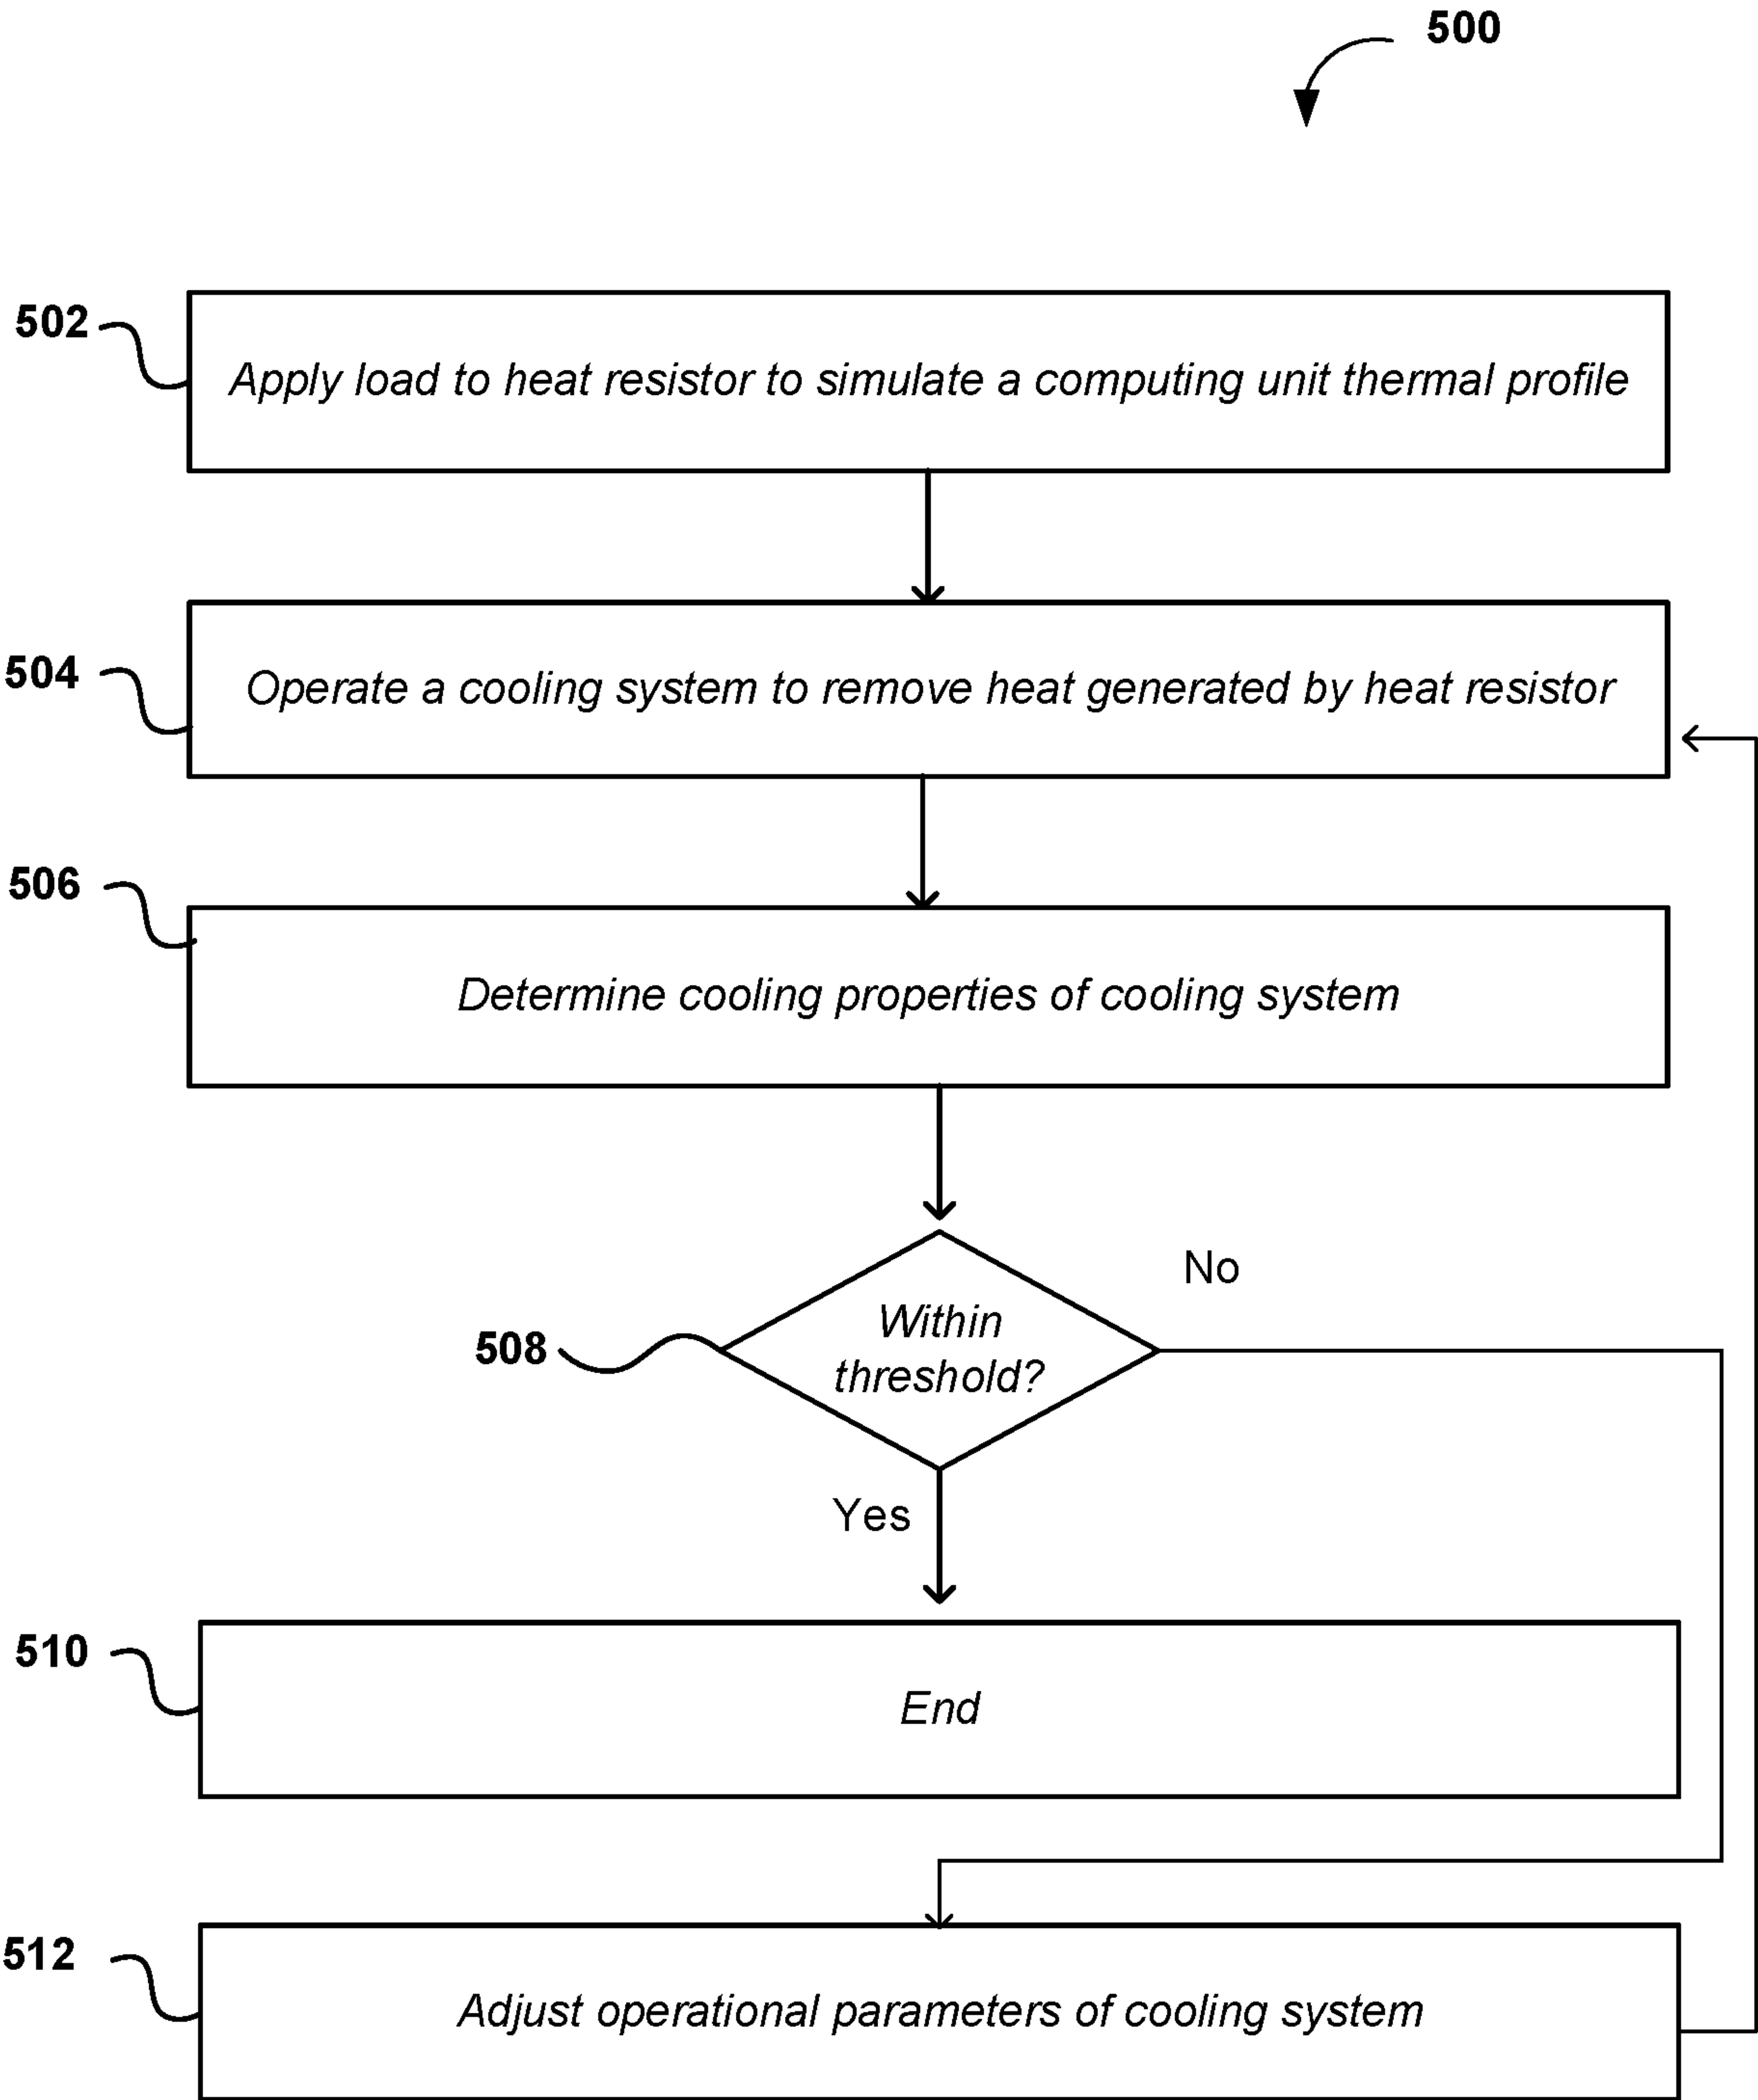 500
502
Apply load to heat resistor to simulate a computing unit thermal profile
504
Operate a cooling system to remove heat generated by heat resistor
506
Determine cooling properties of cooling system
No
508
Within
threshold?
Yes
510
End
512
Adjust operational parameters of cooling system